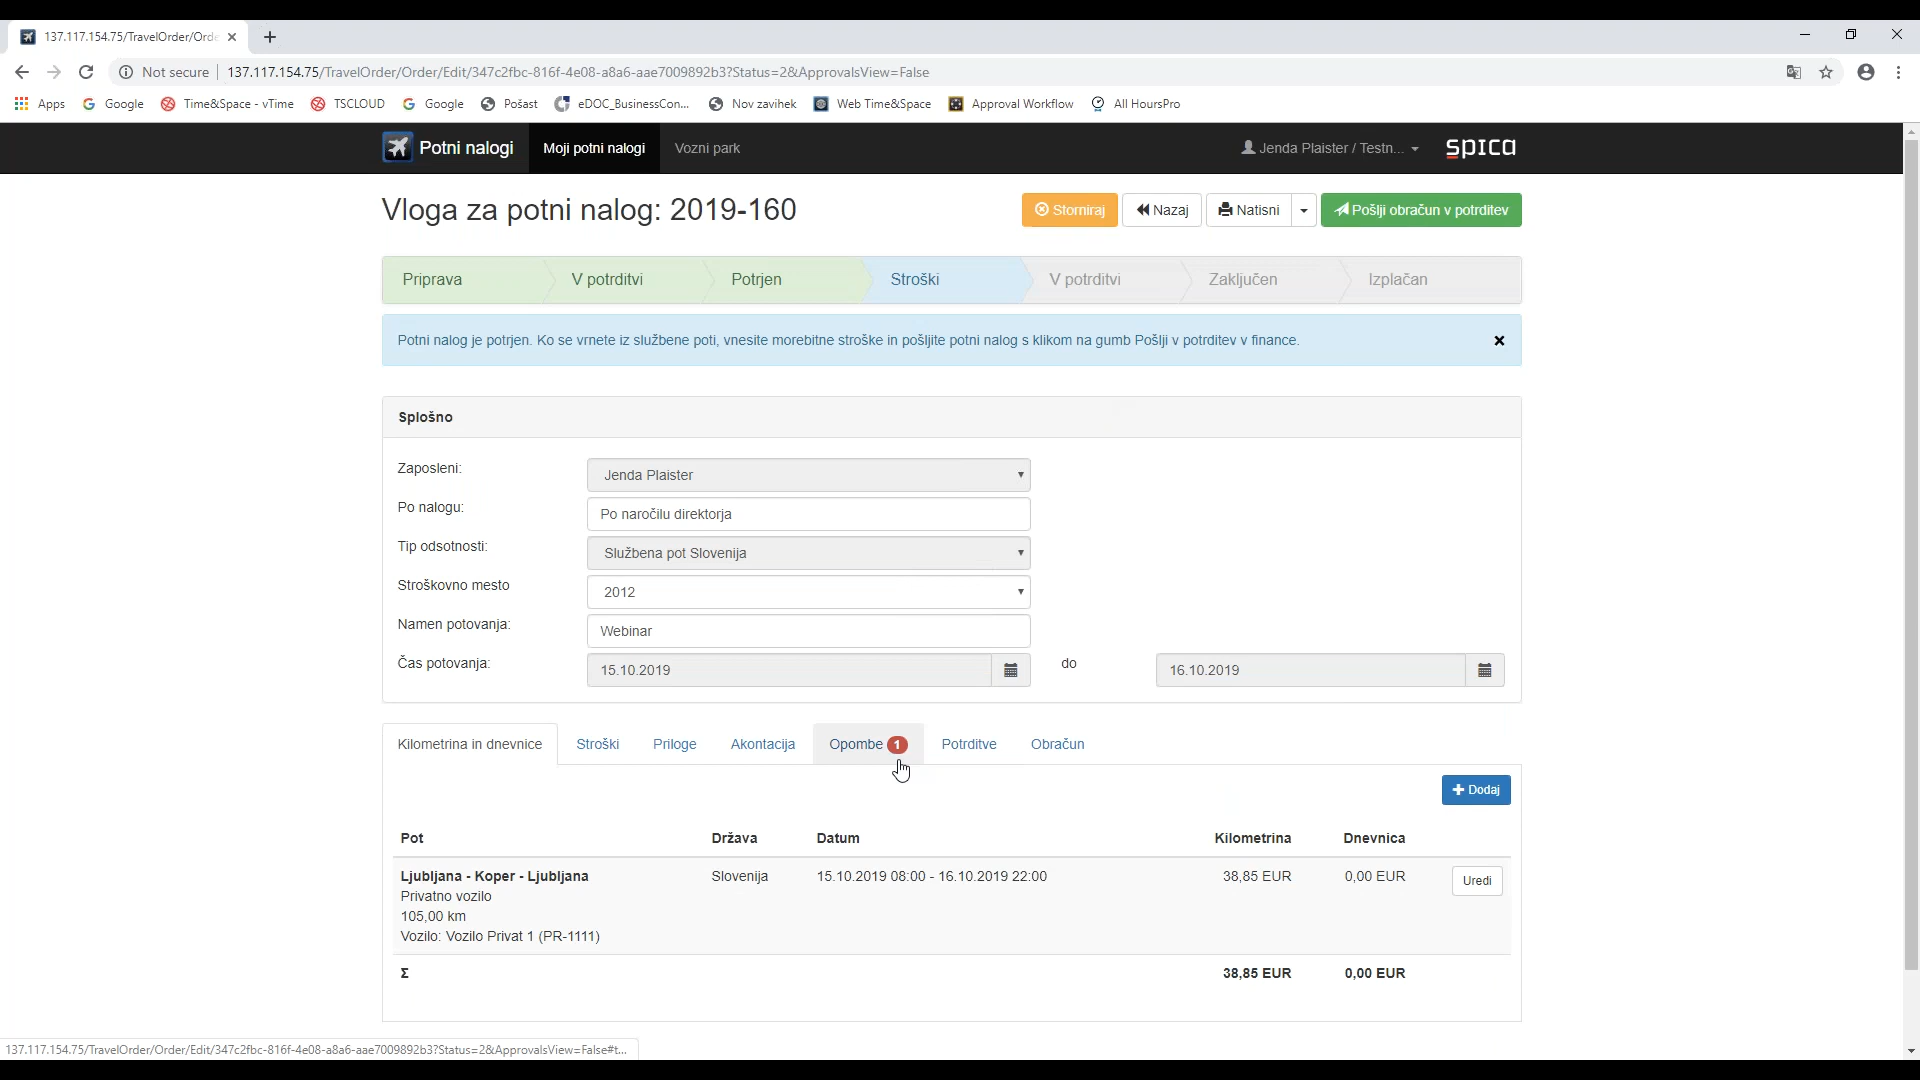 137.117.154.75/TravelOrder/Orde
Not secure 137.117.154.75/TravelOrder/Order/Edit/347c2fbc-816f-4e08-a8a6-aae7009892b3?Status=2&ApprovalsView=False
Apps Google Time&Space - vTime TSCLOUD Google Pošast eDOC_BusinessCon... Nov zavihek Web Time&Space Approval Workflow All HoursPro
Potni nalogi Moji potni nalogi Vozni park Jenda Plaister / Testn... spica
Vloga za potni nalog: 2019-160 Storniraj Nazaj Natisni Pošlji obračun v potrditev
Priprava V potrditvi Potrjen Stroški V potrditvi Zaključen Izplačan
Potni nalog je potrjen. Ko se vrnete iz službene poti, vnesite morebitne stroške in pošljite potni nalog s klikom na gumb Pošlji v potrditev v finance.
Splošno
Zaposleni: Jenda Plaister
Po nalogu: Po naročilu direktorja
Tip odsotnosti: Službena pot Slovenija
Stroškovno mesto 2012
Namen potovanja: Webinar
Čas potovanja: 15.10.2019 do 16.10.2019
Kilometrina in dnevnice Stroški Priloge Akontacija Opombe 1 Potrditve Obračun
Dodaj
Pot Država Datum Kilometrina Dnevnica
Ljubljana - Koper - Ljubljana Slovenija 15.10.2019 08:00 - 16.10.2019 22:00 38,85 EUR 0,00 EUR Uredi
Privatno vozilo
105,00 km
Vozilo: Vozilo Privat 1 (PR-1111)
Σ 38,85 EUR 0,00 EUR
137.117.154.75/TravelOrder/Order/Edit/347c2fbc-816f-4e08-a8a6-aae7009892b3?Status=2&ApprovalsView=False#t...